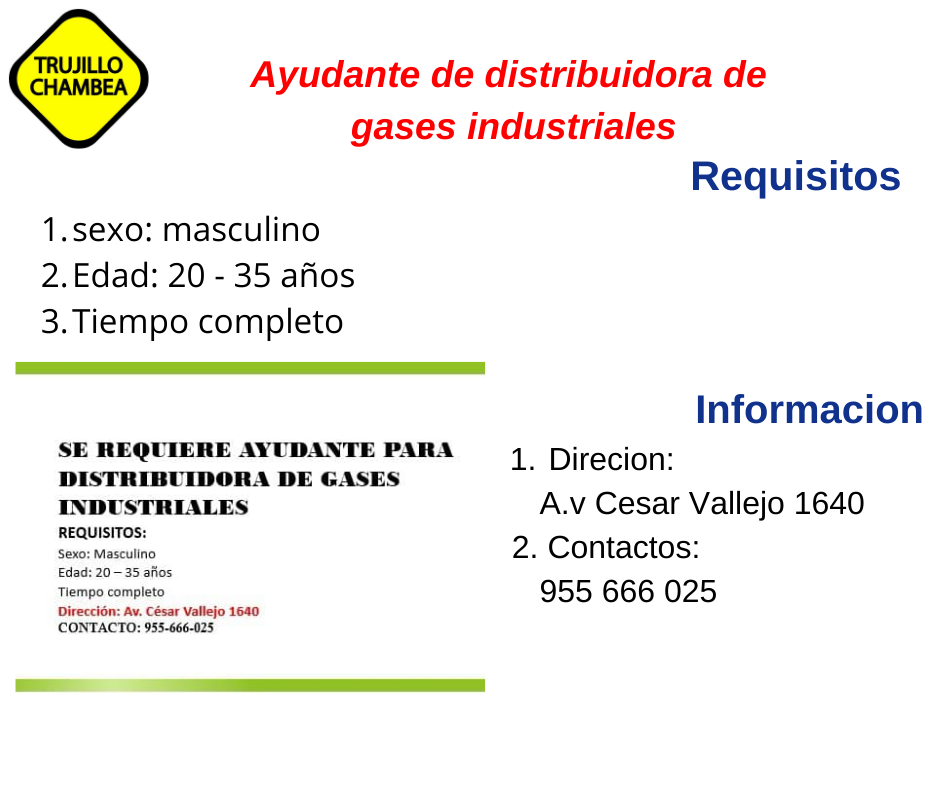 TRUJILLO
CHAMBEA
Ayudante de distribuidora de
gases industriales
Requisitos
1. sexo: masculino
2. Edad: 20 - 35 años
3. Tiempo completo
SE REQUIERE AYUDANTE PARA
DISTRIBUIDORA DE GASES
INDUSTRIALES
REQUISITOS:
Sexo: Masculino
Edad: 20 – 35 años
Tiempo completo
Dirección: Av. César Vallejo 1640
CONTACTO: 955-666-025
Informacion
1. Direcion:
A.v Cesar Vallejo 1640
2. Contactos:
955 666 025